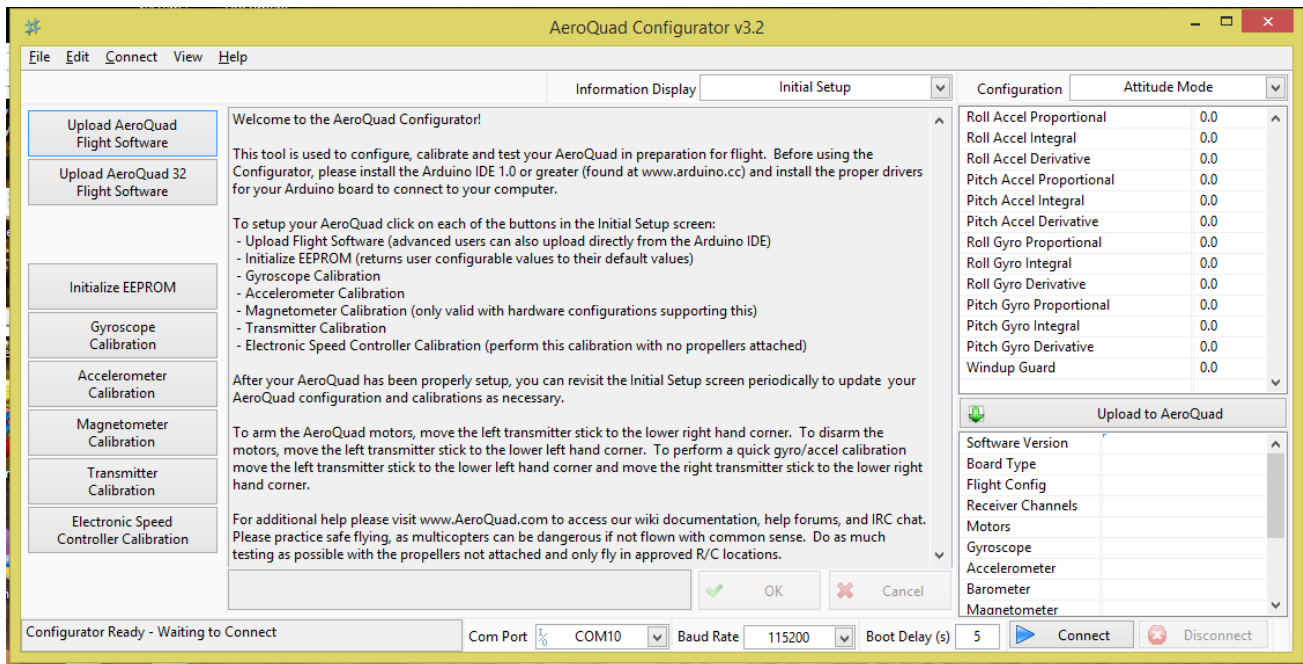 AeroQuad Configurator v3.2
File Edit Connect View Help
Information Display Initial Setup
Configuration Attitude Mode
Upload AeroQuad
Flight Software
Upload AeroQuad 32
Flight Software
Initialize EEPROM
Gyroscope
Calibration
Accelerometer
Calibration
Magnetometer
Calibration
Transmitter
Calibration
Electronic Speed
Controller Calibration
Welcome to the AeroQuad Configurator!
This tool is used to configure, calibrate and test your AeroQuad in preparation for flight. Before using the
Configurator, please install the Arduino IDE 1.0 or greater (found at www.arduino.cc) and install the proper drivers
for your Arduino board to connect to your computer.
To setup your AeroQuad click on each of the buttons in the Initial Setup screen:
- Upload Flight Software (advanced users can also upload directly from the Arduino IDE)
- Initialize EEPROM (returns user configurable values to their default values)
- Gyroscope Calibration
- Accelerometer Calibration
- Magnetometer Calibration (only valid with hardware configurations supporting this)
- Transmitter Calibration
- Electronic Speed Controller Calibration (perform this calibration with no propellers attached)
After your AeroQuad has been properly setup, you can revisit the Initial Setup screen periodically to update your
AeroQuad configuration and calibrations as necessary.
To arm the AeroQuad motors, move the left transmitter stick to the lower right hand corner. To disarm the
motors, move the left transmitter stick to the lower left hand corner. To perform a quick gyro/accel calibration
move the left transmitter stick to the lower left hand corner and move the right transmitter stick to the lower right
hand corner.
For additional help please visit www.AeroQuad.com to access our wiki documentation, help forums, and IRC chat.
Please practice safe flying, as multicopters can be dangerous if not flown with common sense. Do as much
testing as possible with the propellers not attached and only fly in approved R/C locations.
OK Cancel
Roll Accel Proportional 0.0
Roll Accel Integral 0.0
Roll Accel Derivative 0.0
Pitch Accel Proportional 0.0
Pitch Accel Integral 0.0
Pitch Accel Derivative 0.0
Roll Gyro Proportional 0.0
Roll Gyro Integral 0.0
Roll Gyro Derivative 0.0
Pitch Gyro Proportional 0.0
Pitch Gyro Integral 0.0
Pitch Gyro Derivative 0.0
Windup Guard 0.0
Upload to AeroQuad
Software Version
Board Type
Flight Config
Receiver Channels
Motors
Gyroscope
Accelerometer
Barometer
Magnetometer
Configurator Ready - Waiting to Connect
Com Port COM10 Baud Rate 115200 Boot Delay (s) 5 Connect Disconnect